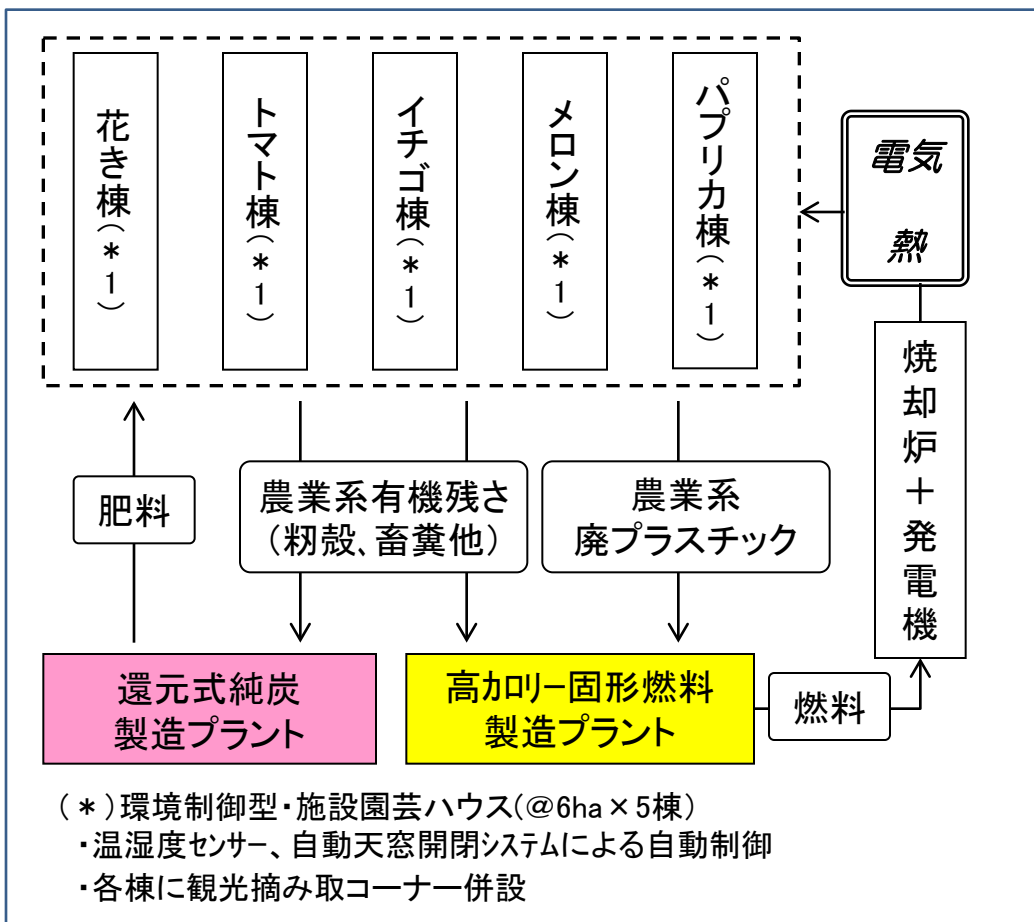 花き棟(*1)
トマト棟(*1)
イチゴ棟(*1)
メロン棟(*1)
パプリカ棟(*1)
電気
熱
焼却炉+発電機
肥料
農業系有機残さ
(籾殻、畜糞他)
農業系
廃プラスチック
還元式純炭
製造プラント
高カロリー固形燃料
製造プラント
燃料
(*)環境制御型・施設園芸ハウス(@6ha×5棟)
・温湿度センサー、自動天窓開閉システムによる自動制御
・各棟に観光摘み取コーナー併設